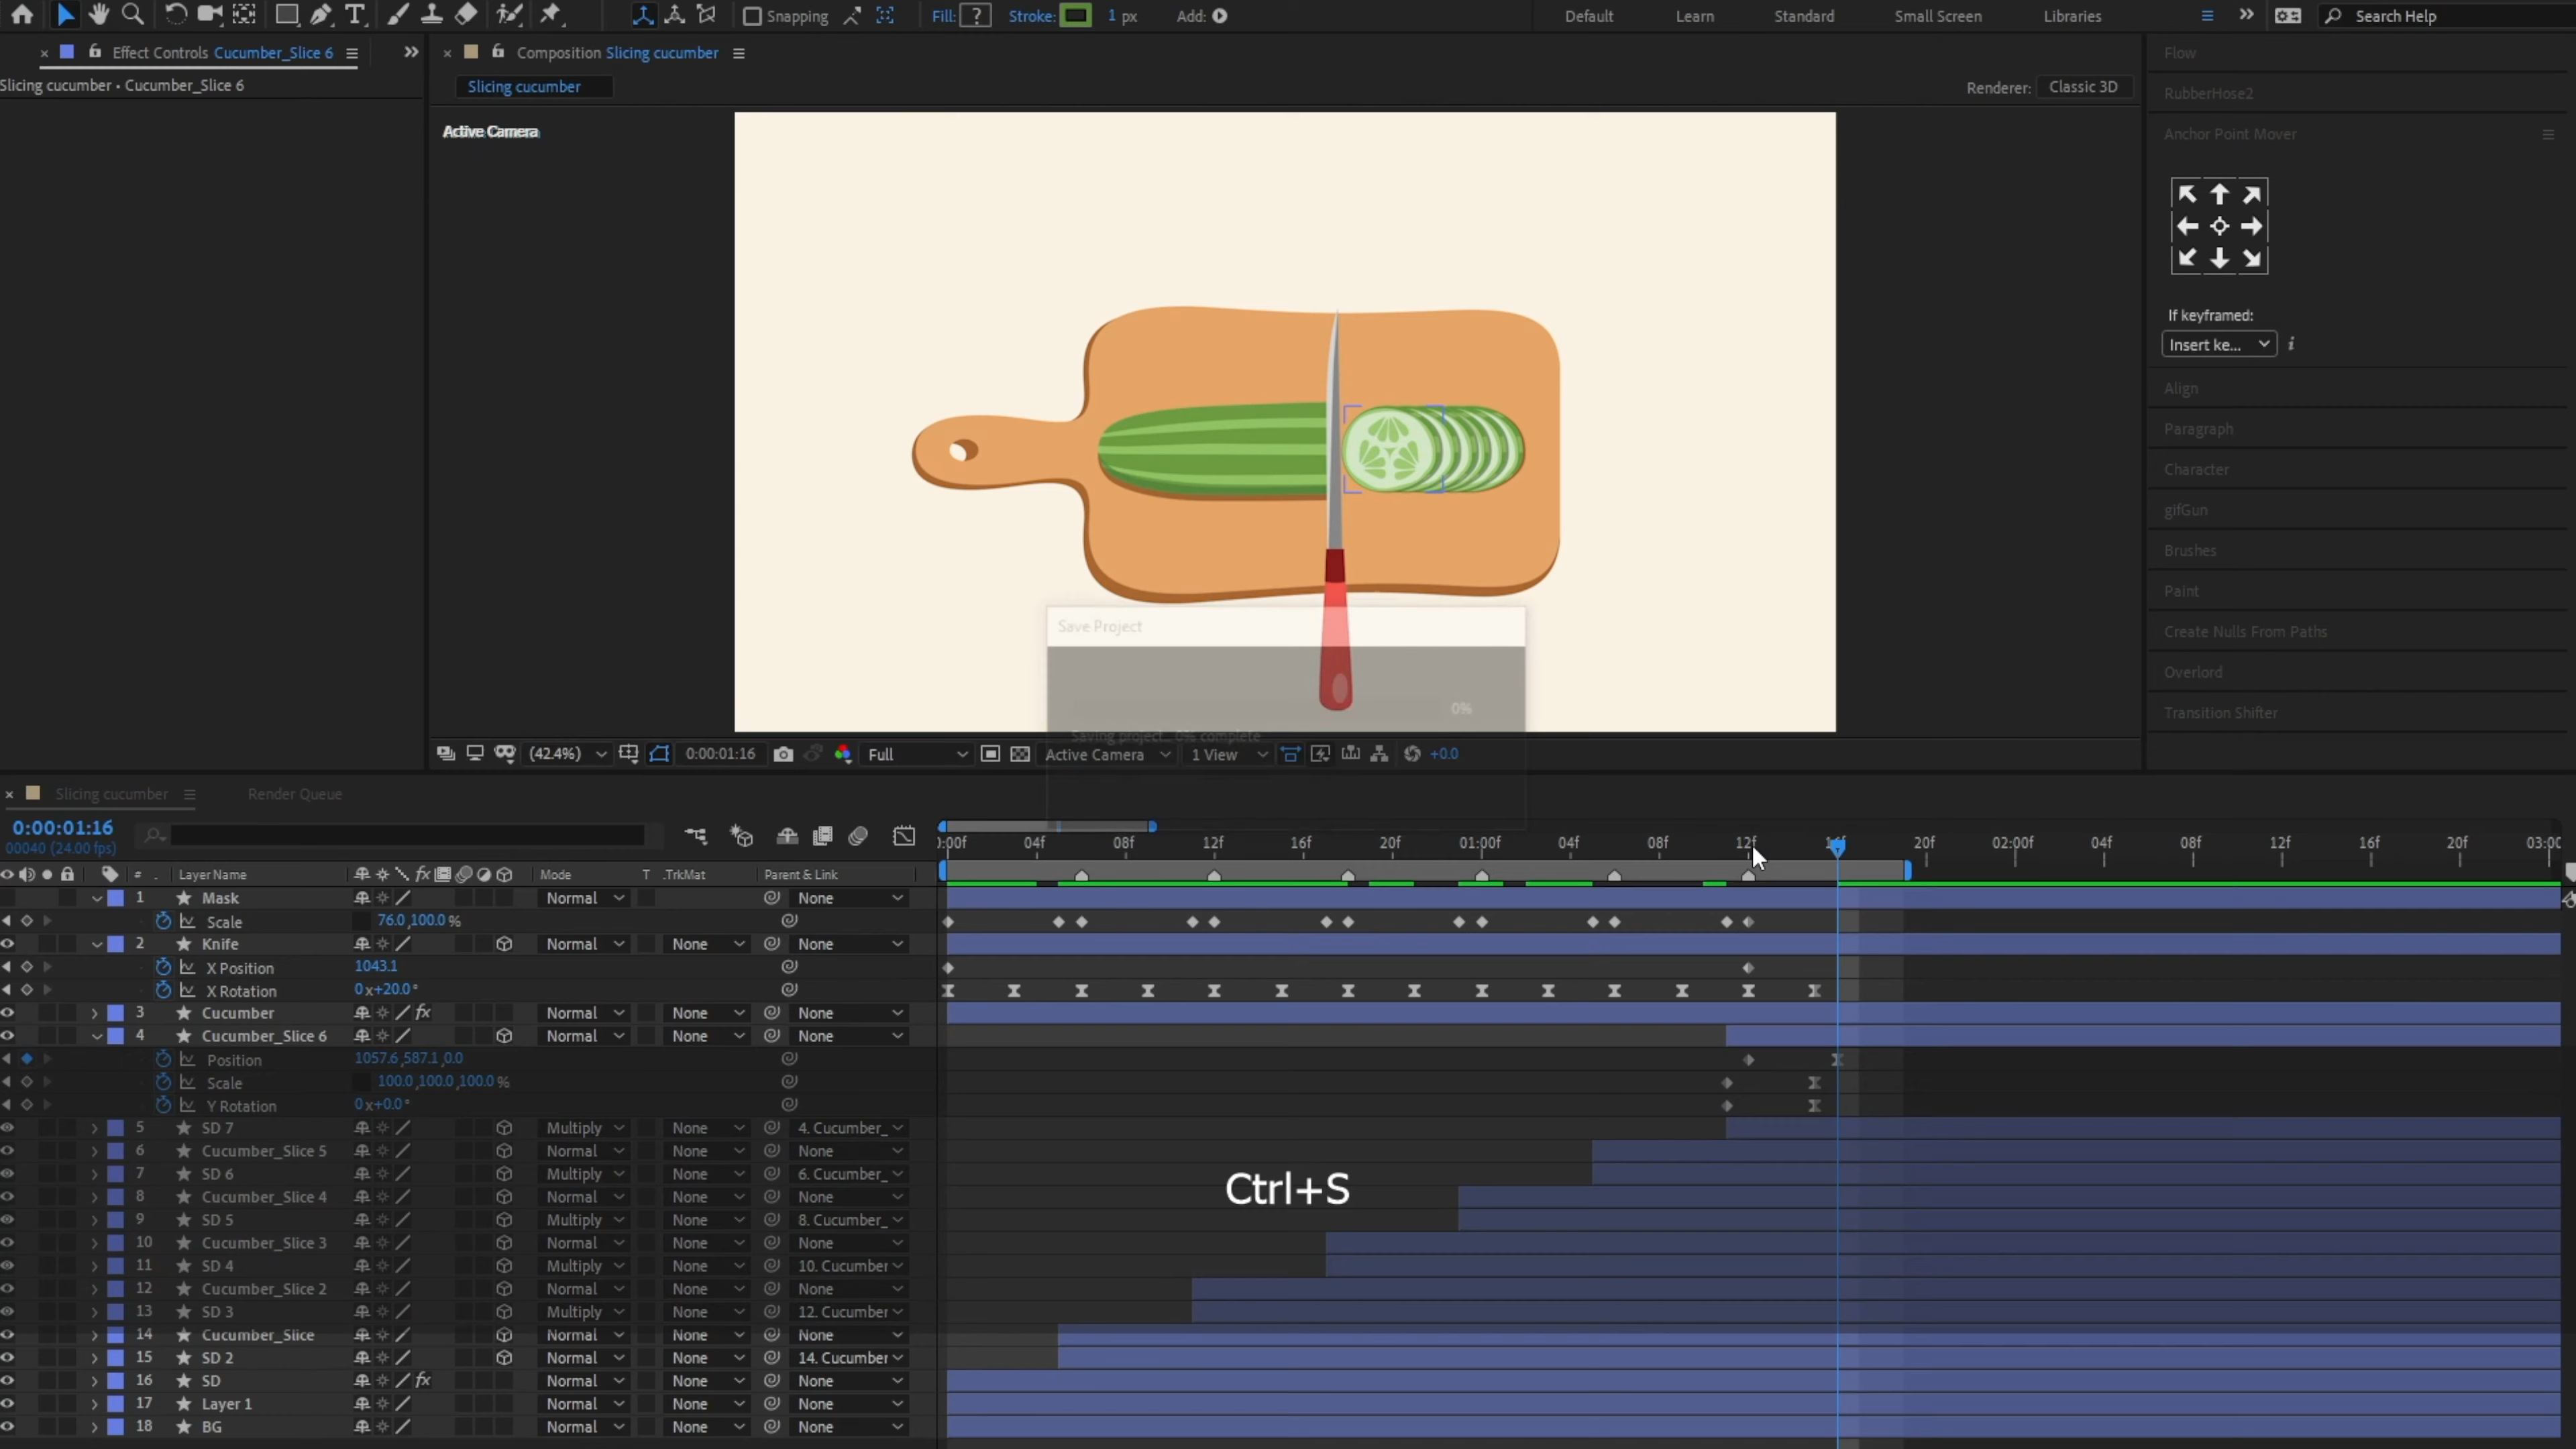 Snapping Fill: ? Stroke: 1 px Add: Default Learn Standard Small Screen Libraries Search Help
Effect Controls Cucumber_Slice 6
Composition Slicing cucumber
Flow
Slicing cucumber • Cucumber_Slice 6
Slicing cucumber
Renderer: Classic 3D
RubberHose2
Active Camera
Anchor Point Mover
If keyframed:
Insert ke...
Align
Paragraph
Character
gifGun
Brushes
Paint
Create Nulls From Paths
Overlord
Transition Shifter
Save Project
0%
Saving project... 0% complete
(42.4%) 0:00:01:16 Full Active Camera 1 View +0.0
Slicing cucumber Render Queue
0:00:01:16
00040 (24.00 fps)
:00f 04f 08f 12f 16f 20f 01:00f 04f 08f 12f 20f 02:00f 04f 08f 12f 16f 20f
# Layer Name fx Mode T .TrkMat Parent & Link
1 Mask Normal None
Scale 76.0,100.0 %
2 Knife Normal None None
X Position 1043.1
X Rotation 0x+20.0°
3 Cucumber fx Normal None None
4 Cucumber_Slice 6 Normal None None
Position 1057.6,587.1,0.0
Scale 100.0,100.0,100.0 %
Y Rotation 0x+0.0°
5 SD 7 Multiply None 4. Cucumber_
6 Cucumber_Slice 5 Normal None None
7 SD 6 Multiply None 6. Cucumber_
8 Cucumber_Slice 4 Normal None None
9 SD 5 Multiply None 8. Cucumber_
10 Cucumber_Slice 3 Normal None None
11 SD 4 Multiply None 10. Cucumber
12 Cucumber_Slice 2 Normal None None
13 SD 3 Multiply None 12. Cucumber
14 Cucumber_Slice Normal None None
15 SD 2 Normal None 14. Cucumber
16 SD fx Normal None None
17 Layer 1 Normal None None
18 BG Normal None None
Ctrl+S